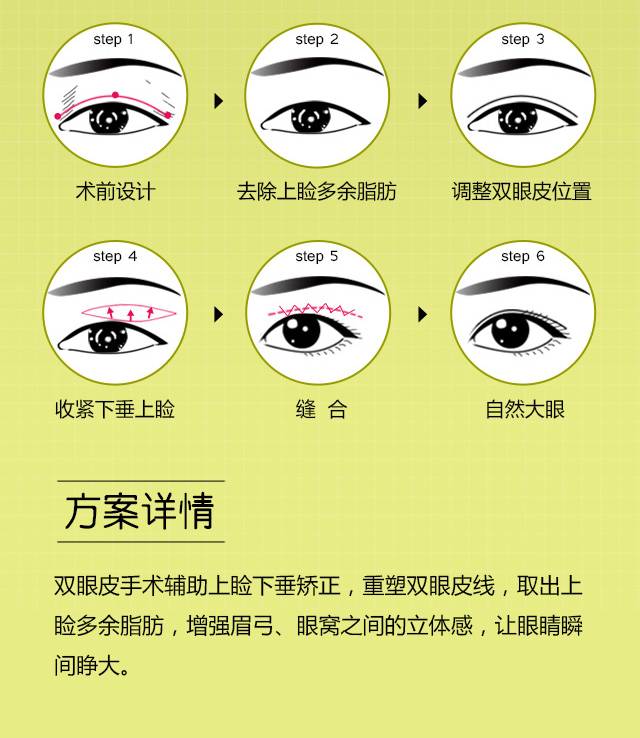 step 1
step 2
step 3
术前设计
去除上睑多余脂肪
调整双眼皮位置
step 4
step 5
step 6
收紧下垂上睑
缝 合
自然大眼
方案详情
双眼皮手术辅助上睑下垂矫正，重塑双眼皮线，取出上
睑多余脂肪，增强眉弓、眼窝之间的立体感，让眼睛瞬
间睁大。